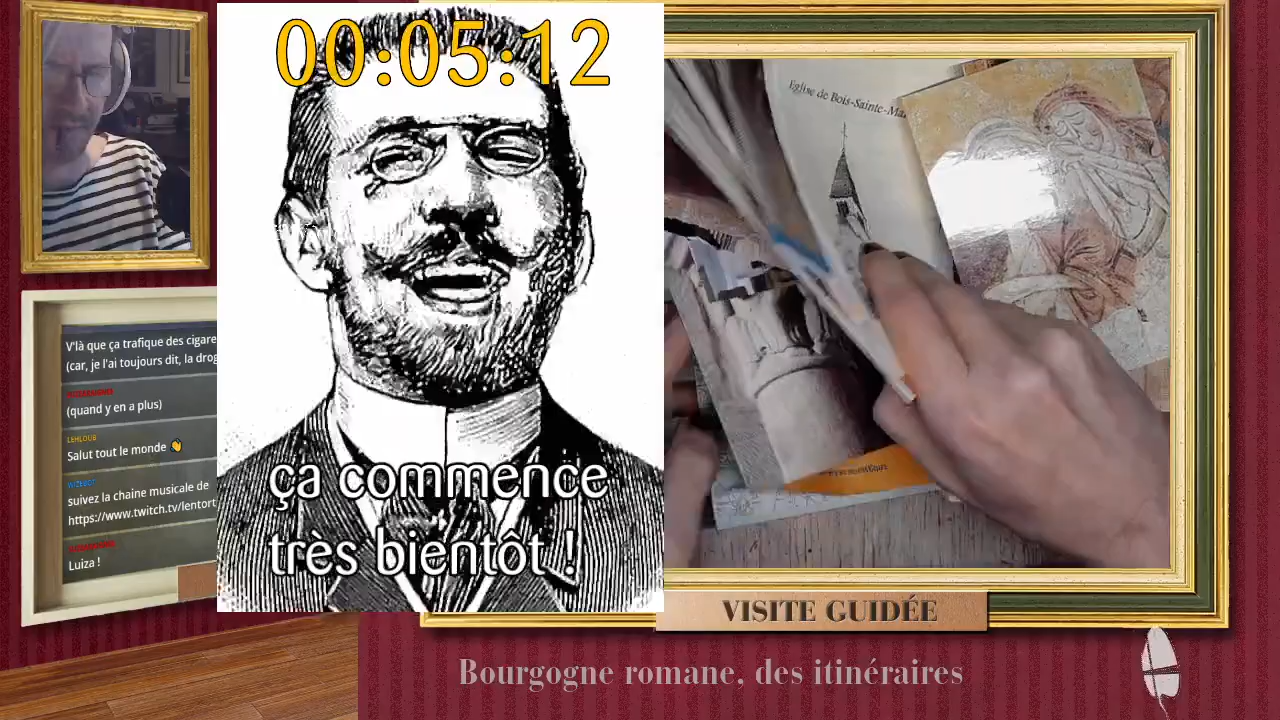 00:05:12
ça commence
très bientôt !
V'là que ça trafique des cigare
(car, je l'ai toujours dit, la drog
(quand y en a plus)
LEHLOUB
Salut tout le monde 👋
WIZEBOT
suivez la chaine musicale de
https://www.twitch.tv/lentort
Luiza !
Eglise de Bois-Sainte-Ma
VISITE GUIDÉE
Bourgogne romane, des itinéraires